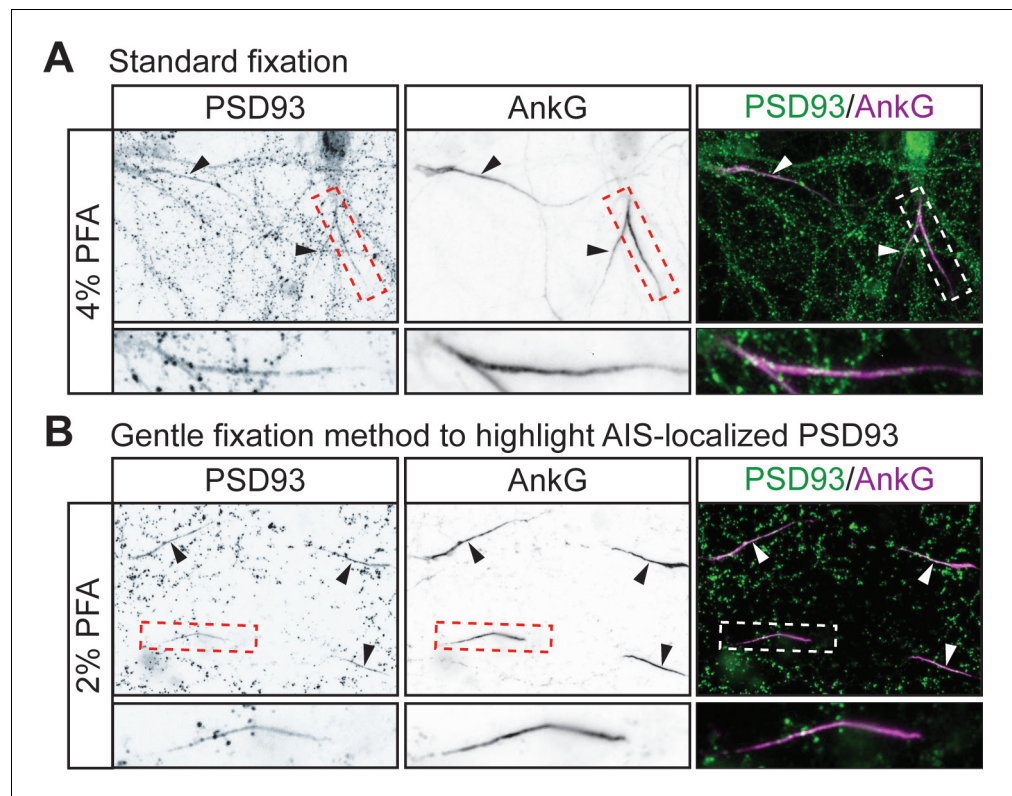 A Standard fixation
PSD93 AnkG PSD93/AnkG
4% PFA
B Gentle fixation method to highlight AIS-localized PSD93
PSD93 AnkG PSD93/AnkG
2% PFA